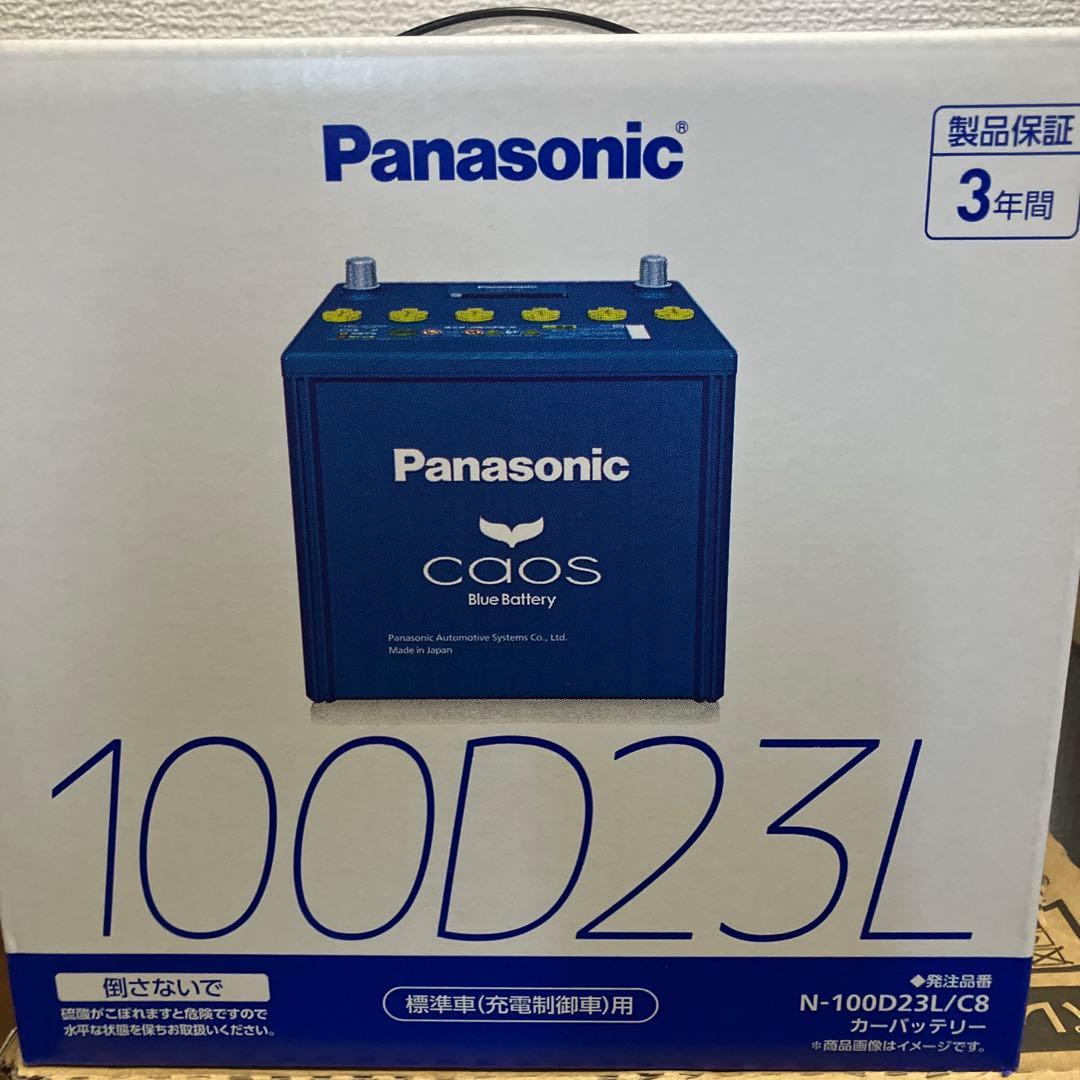 Panasonic®
製品保証
3年間
Panasonic
Panasonic
caos
Blue Battery
Panasonic Automotive Systems Co., Ltd.
Made in Japan
100D23L
倒さないで
硫酸がこぼれますと危険ですので
水平な状態を保ちお取扱いください。
標準車(充電制御車)用
◆発注品番
N-100D23L/C8
カーバッテリー
*商品画像はイメージです。